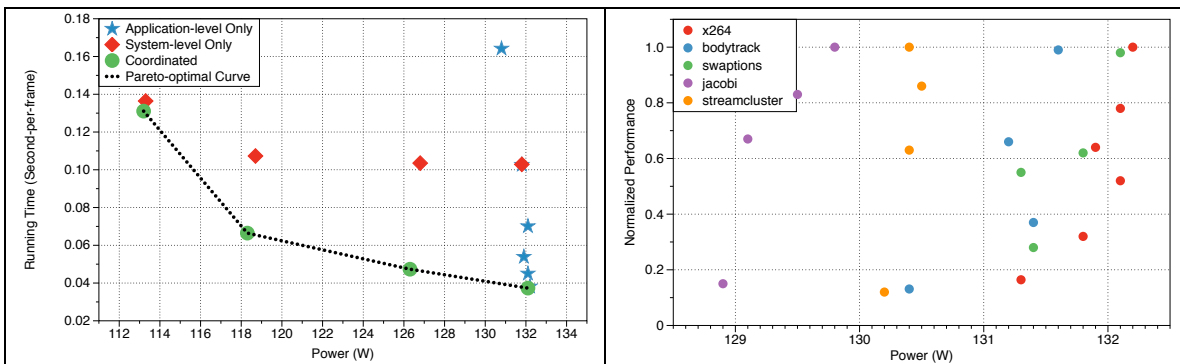 0.18
0.16
0.14
0.12
0.10
0.08
0.06
0.04
0.02
Running Time (Second-per-frame)
Application-level Only
System-level Only
Coordinated
Pareto-optimal Curve
112 114 116 118 120 122 124 126 128 130 132 134
Power (W)
1.0
0.8
0.6
0.4
0.2
0
Normalized Performance
x264
bodytrack
swaptions
jacobi
streamcluster
129 130 131 132
Power (W)